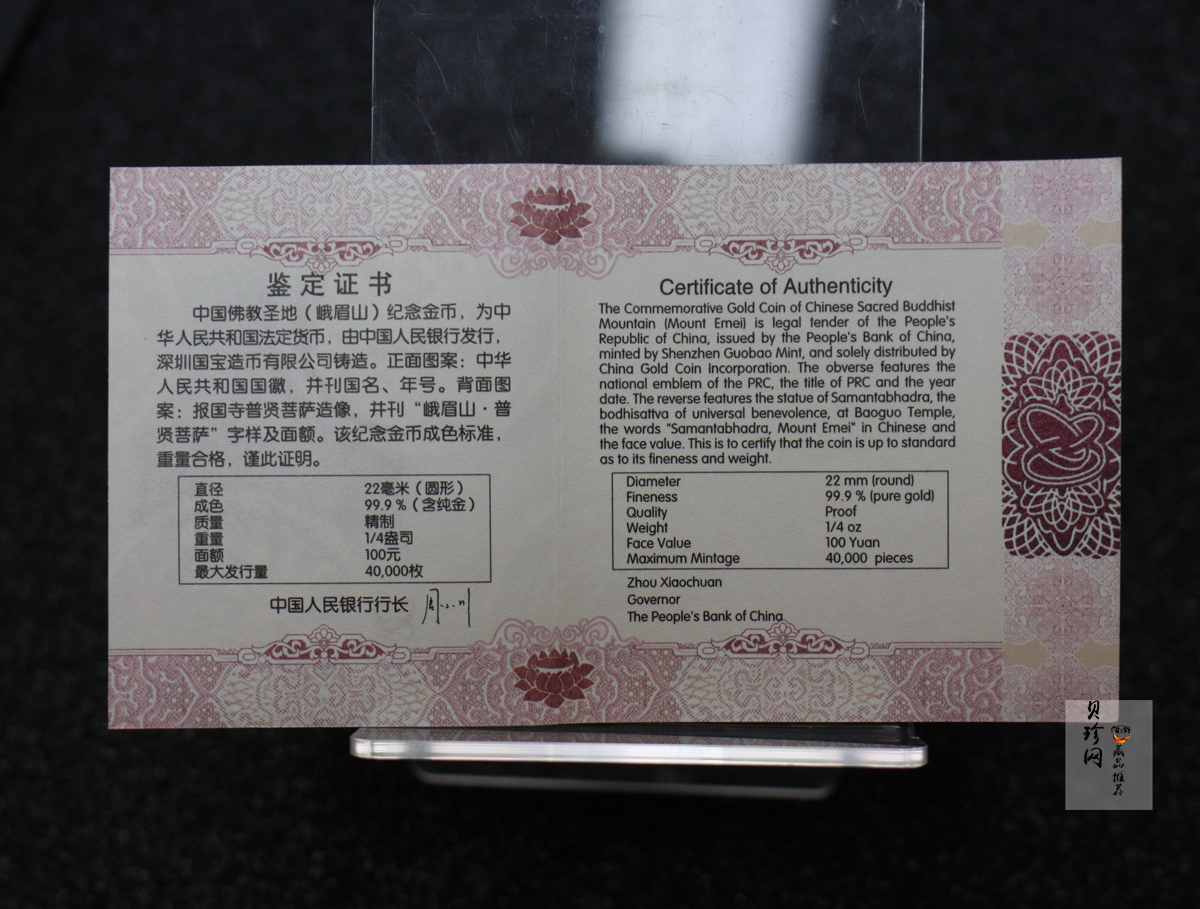 鉴定证书
中国佛教圣地（峨眉山）纪念金币，为中
华人民共和国法定货币，由中国人民银行发行，
深圳国宝造币有限公司铸造。正面图案：中华
人民共和国国徽，并刊国名、年号。背面图
案：报国寺普贤菩萨造像，并刊“峨眉山·普
贤菩萨”字样及面额。该纪念金币成色标准，
重量合格，谨此证明。
直径 22毫米（圆形）
成色 99.9％（含纯金）
质量 精制
重量 1/4盎司
面额 100元
最大发行量 40,000枚
中国人民银行行长
Certificate of Authenticity
The Commemorative Gold Coin of Chinese Sacred Buddhist
Mountain (Mount Emei) is legal tender of the People's
Republic of China, issued by the People's Bank of China,
minted by Shenzhen Guobao Mint, and solely distributed by
China Gold Coin Incorporation. The obverse features the
national emblem of the PRC, the title of PRC and the year
date. The reverse features the statue of Samantabhadra, the
bodhisattva of universal benevolence, at Baoguo Temple,
the words "Samantabhadra, Mount Emei" in Chinese and
the face value. This is to certify that the coin is up to standard
as to its fineness and weight.
Diameter 22 mm (round)
Fineness 99.9 % (pure gold)
Quality Proof
Weight 1/4 oz
Face Value 100 Yuan
Maximum Mintage 40,000 pieces
Zhou Xiaochuan
Governor
The People's Bank of China
贝珍网
藏品推荐